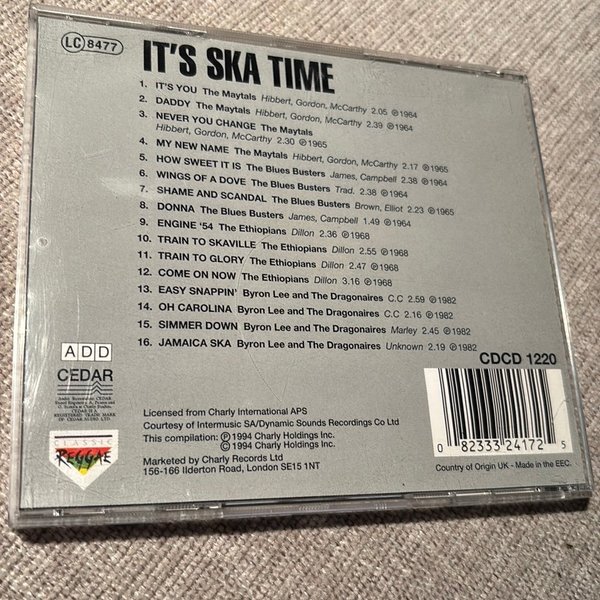 LC 8477
IT'S SKA TIME
1. IT'S YOU The Maytals Hibbert, Gordon, McCarthy 2.05 ℗1964
2. DADDY The Maytals Hibbert, Gordon, McCarthy 2.39 ℗1964
3. NEVER YOU CHANGE The Maytals
Hibbert, Gordon, McCarthy 2.30 ℗1965
4. MY NEW NAME The Maytals Hibbert, Gordon, McCarthy 2.17 ℗1965
5. HOW SWEET IT IS The Blues Busters James, Campbell 2.38 ℗1964
6. WINGS OF A DOVE The Blues Busters Trad. 2.38 ℗1964
7. SHAME AND SCANDAL The Blues Busters Brown, Elliot 2.23 ℗1965
8. DONNA The Blues Busters James, Campbell 1.49 ℗1964
9. ENGINE '54 The Ethiopians Dillon 2.36 ℗1968
10. TRAIN TO SKAVILLE The Ethiopians Dillon 2.55 ℗1968
11. TRAIN TO GLORY The Ethiopians Dillon 2.47 ℗1968
12. COME ON NOW The Ethiopians Dillon 3.16 ℗1968
13. EASY SNAPPIN' Byron Lee and The Dragonaires C.C 2.59 ℗1982
14. OH CAROLINA Byron Lee and The Dragonaires C.C 2.16 ℗1982
15. SIMMER DOWN Byron Lee and The Dragonaires Marley 2.45 ℗1982
16. JAMAICA SKA Byron Lee and The Dragonaires Unknown 2.19 ℗1982
CDCD 1220
ADD
CEDAR
REGISTERED TRADE MARK
OF CEDAR AUDIO LTD.
CLASSIC
REGGAE
Licensed from Charly International APS
Courtesy of Intermusic SA/Dynamic Sounds Recordings Co Ltd
This compilation: ℗ 1994 Charly Holdings Inc.
© 1994 Charly Holdings Inc.
Marketed by Charly Records Ltd
156-166 Ilderton Road, London SE15 1NT
0 82333 24172 5
Country of Origin UK - Made in the EEC.